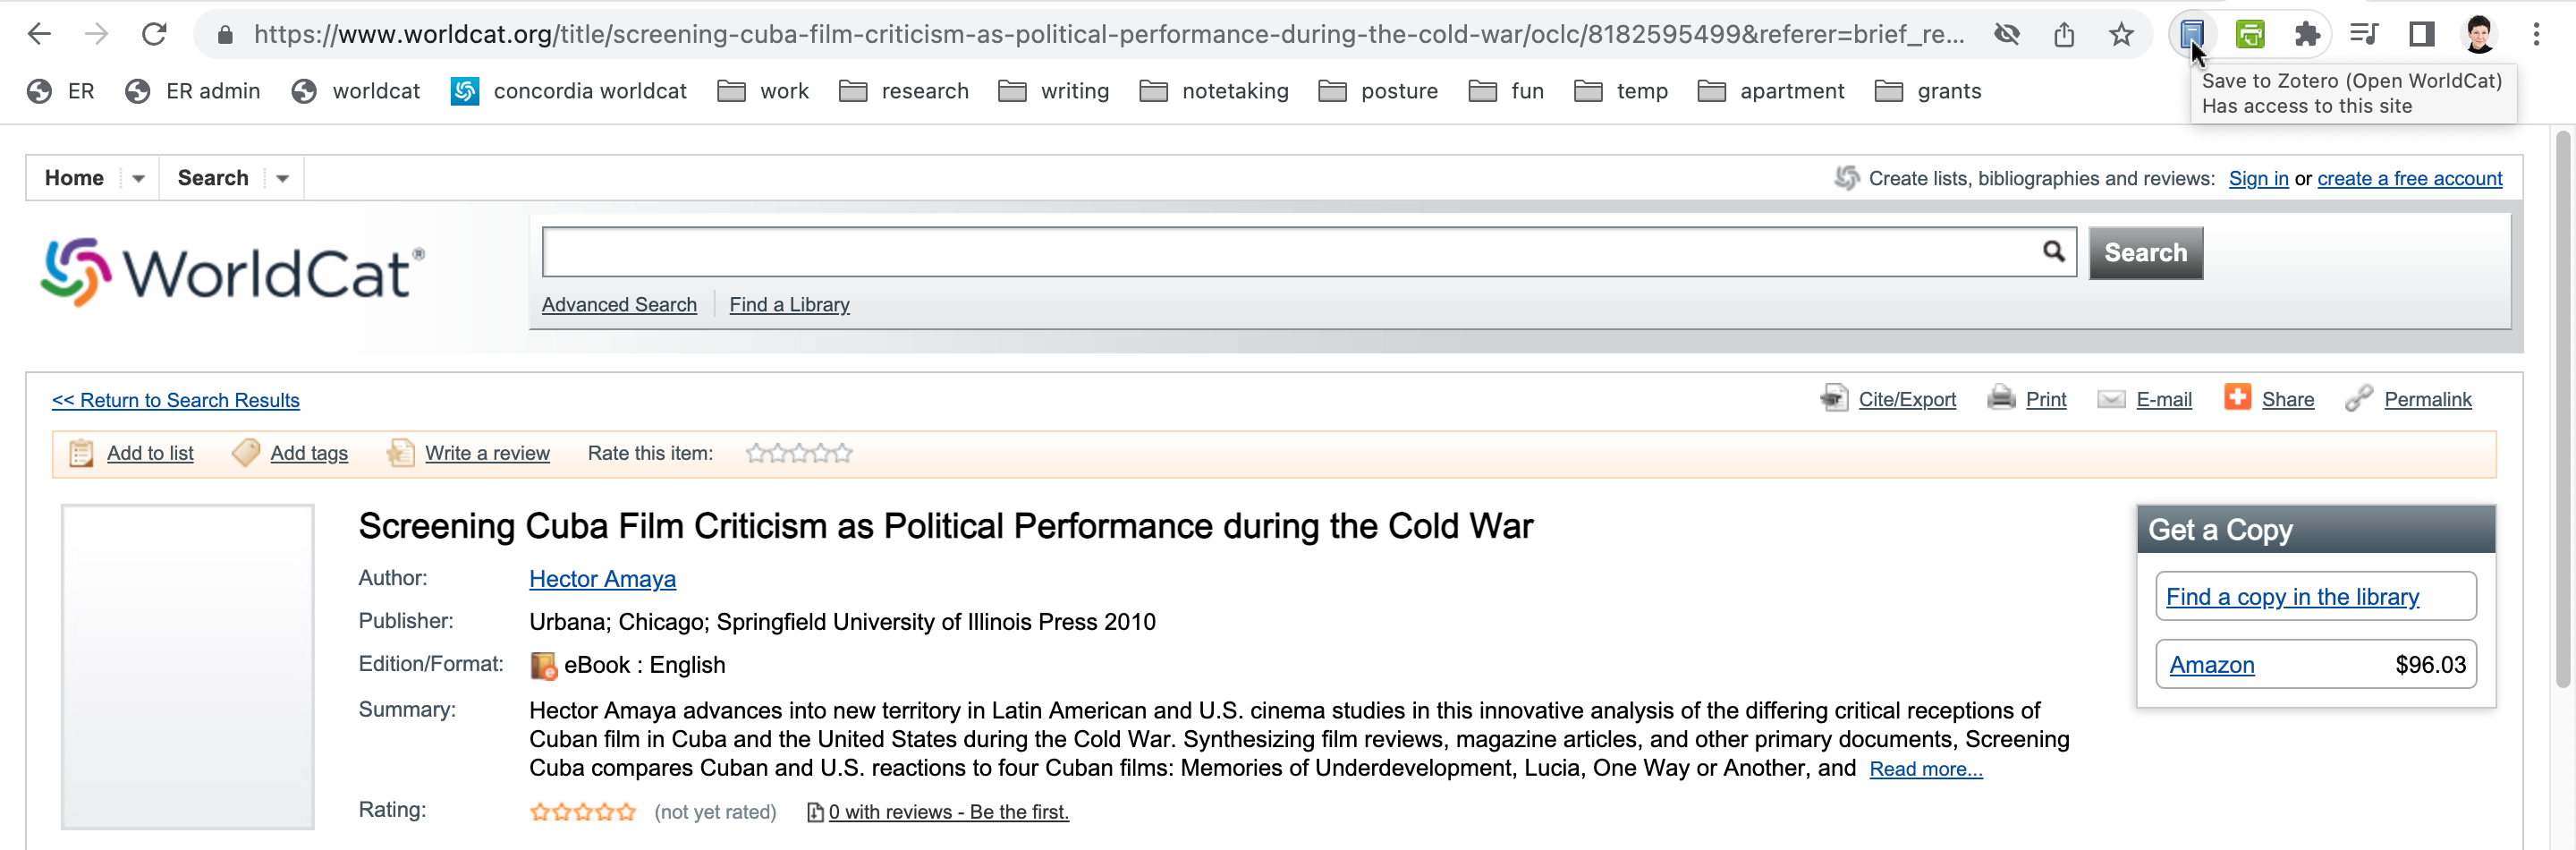 https://www.worldcat.org/title/screening-cuba-film-criticism-as-political-performance-during-the-cold-war/oclc/8182595499&referer=brief_re...
ER ER admin worldcat concordia worldcat work research writing notetaking posture fun temp apartment grants
Save to Zotero (Open WorldCat)
Has access to this site
Home Search Create lists, bibliographies and reviews: Sign in or create a free account
WorldCat® Search
Advanced Search Find a Library
<< Return to Search Results Cite/Export Print E-mail Share Permalink
Add to list Add tags Write a review Rate this item:
Screening Cuba Film Criticism as Political Performance during the Cold War
Author: Hector Amaya
Publisher: Urbana; Chicago; Springfield University of Illinois Press 2010
Edition/Format: eBook : English
Summary: Hector Amaya advances into new territory in Latin American and U.S. cinema studies in this innovative analysis of the differing critical receptions of
Cuban film in Cuba and the United States during the Cold War. Synthesizing film reviews, magazine articles, and other primary documents, Screening
Cuba compares Cuban and U.S. reactions to four Cuban films: Memories of Underdevelopment, Lucia, One Way or Another, and Read more...
Rating: (not yet rated) 0 with reviews - Be the first.
Get a Copy
Find a copy in the library
Amazon $96.03